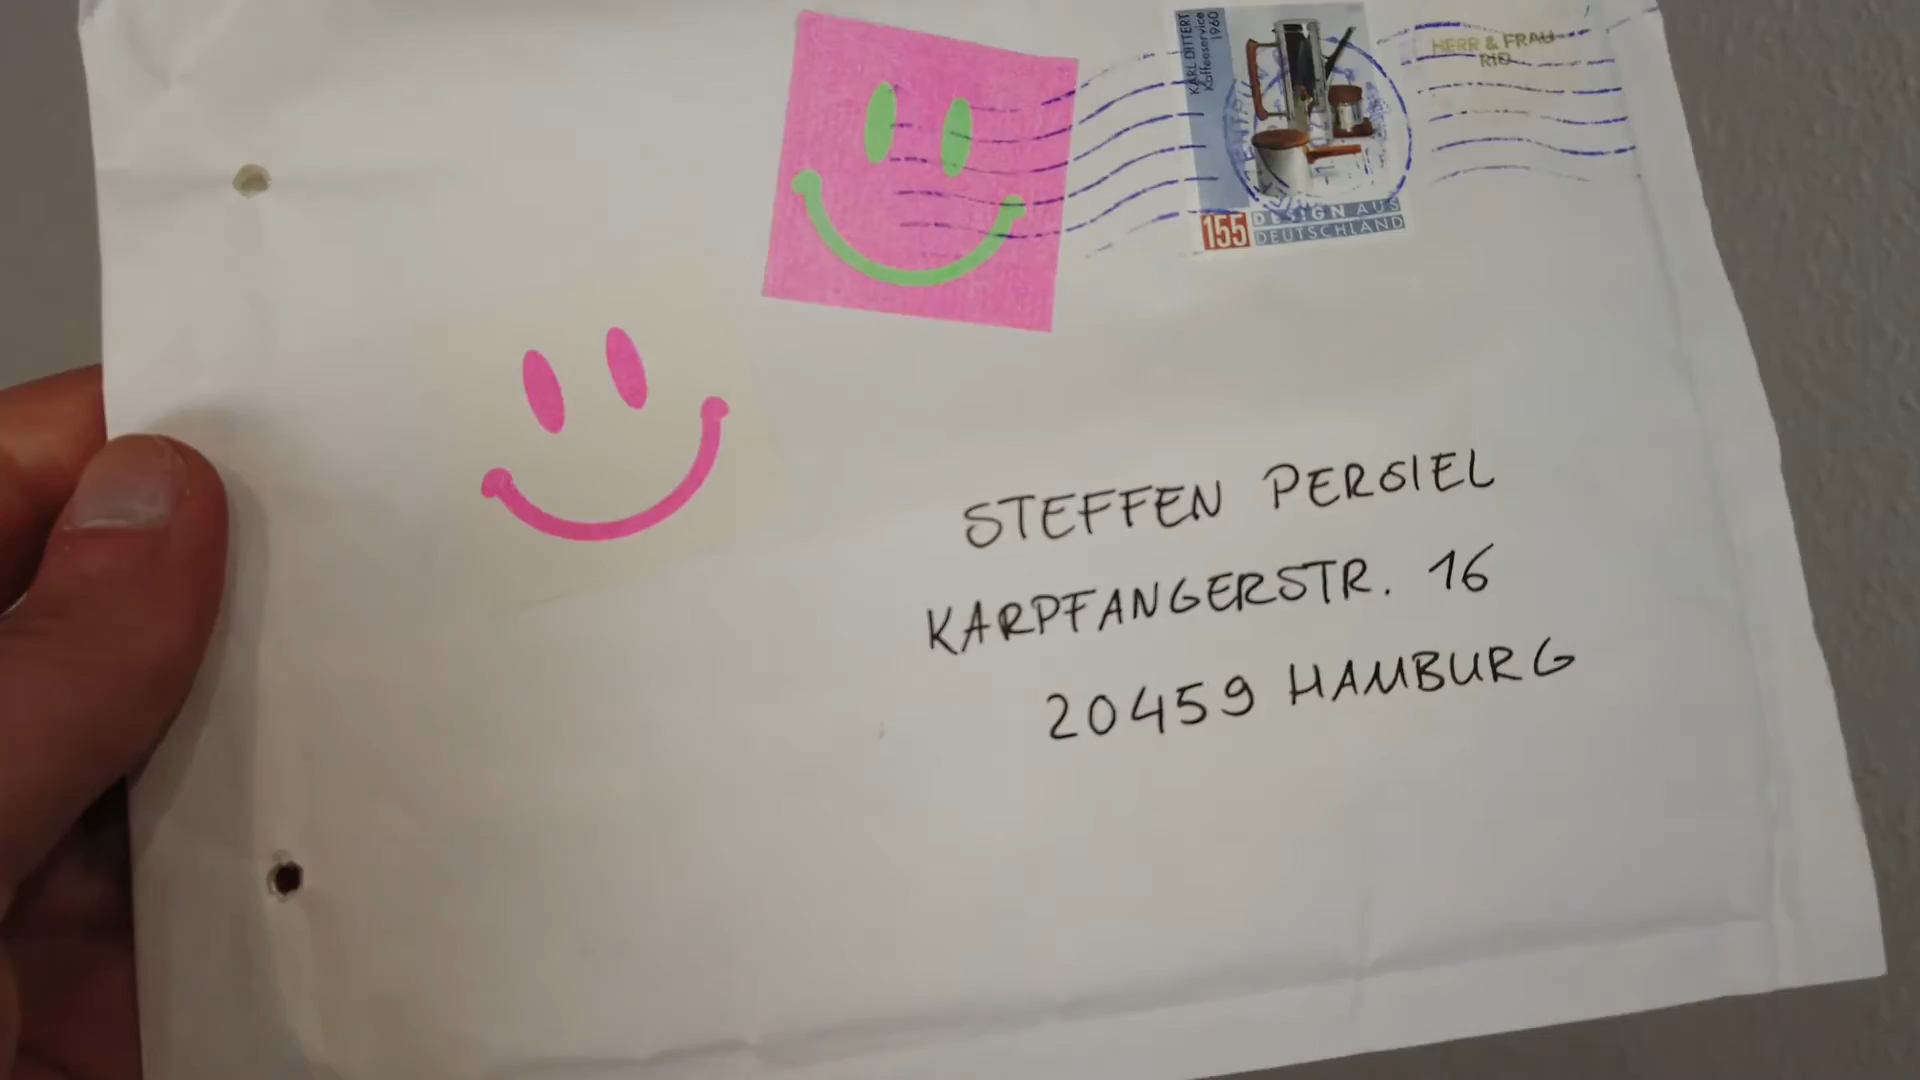 KARL DITTERT
Kaffeeservice
1960
155
DESIGN AUS
DEUTSCHLAND
HERR & FRAU
RIO
STEFFEN PERGIEL
KARPFANGERSTR. 16
20459 HAMBURG